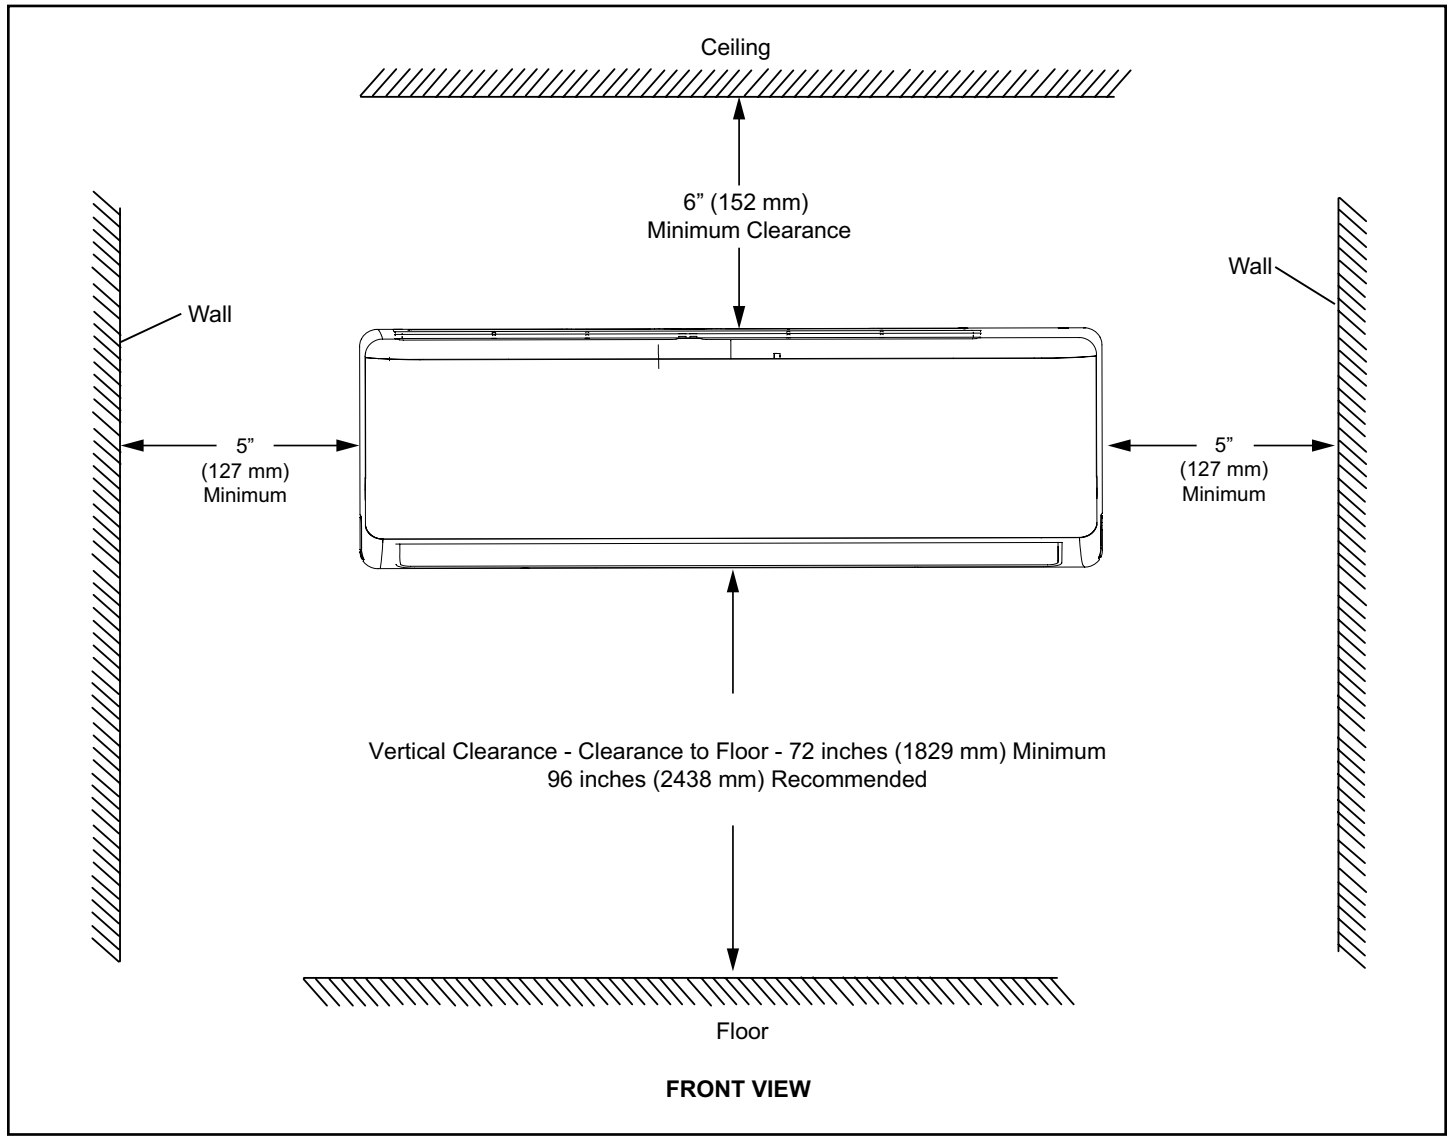 Ceiling
6” (152 mm)
Minimum Clearance
Wall
Wall
5”
(127 mm)
Minimum
5”
(127 mm)
Minimum
Vertical Clearance - Clearance to Floor - 72 inches (1829 mm) Minimum
96 inches (2438 mm) Recommended
Floor
FRONT VIEW